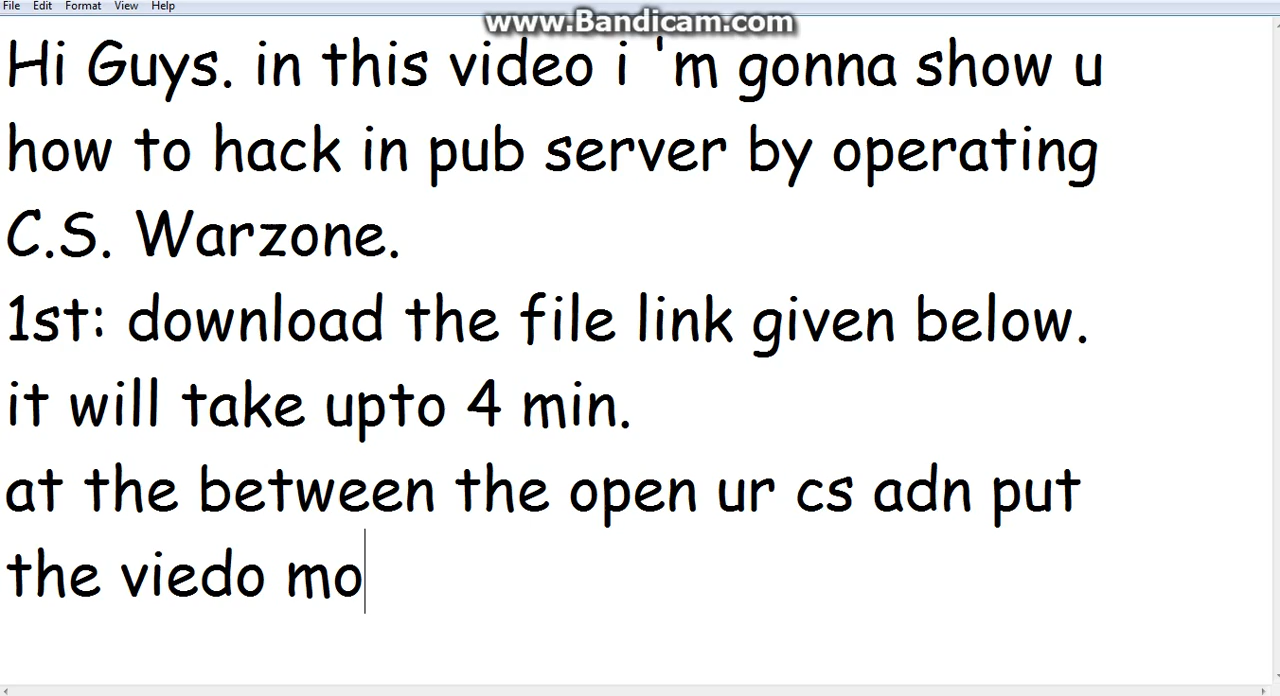 File Edit Format View Help
www.Bandicam.com
Hi Guys. in this video i 'm gonna show u
how to hack in pub server by operating
C.S. Warzone.
1st: download the file link given below.
it will take upto 4 min.
at the between the open ur cs adn put
the viedo mo